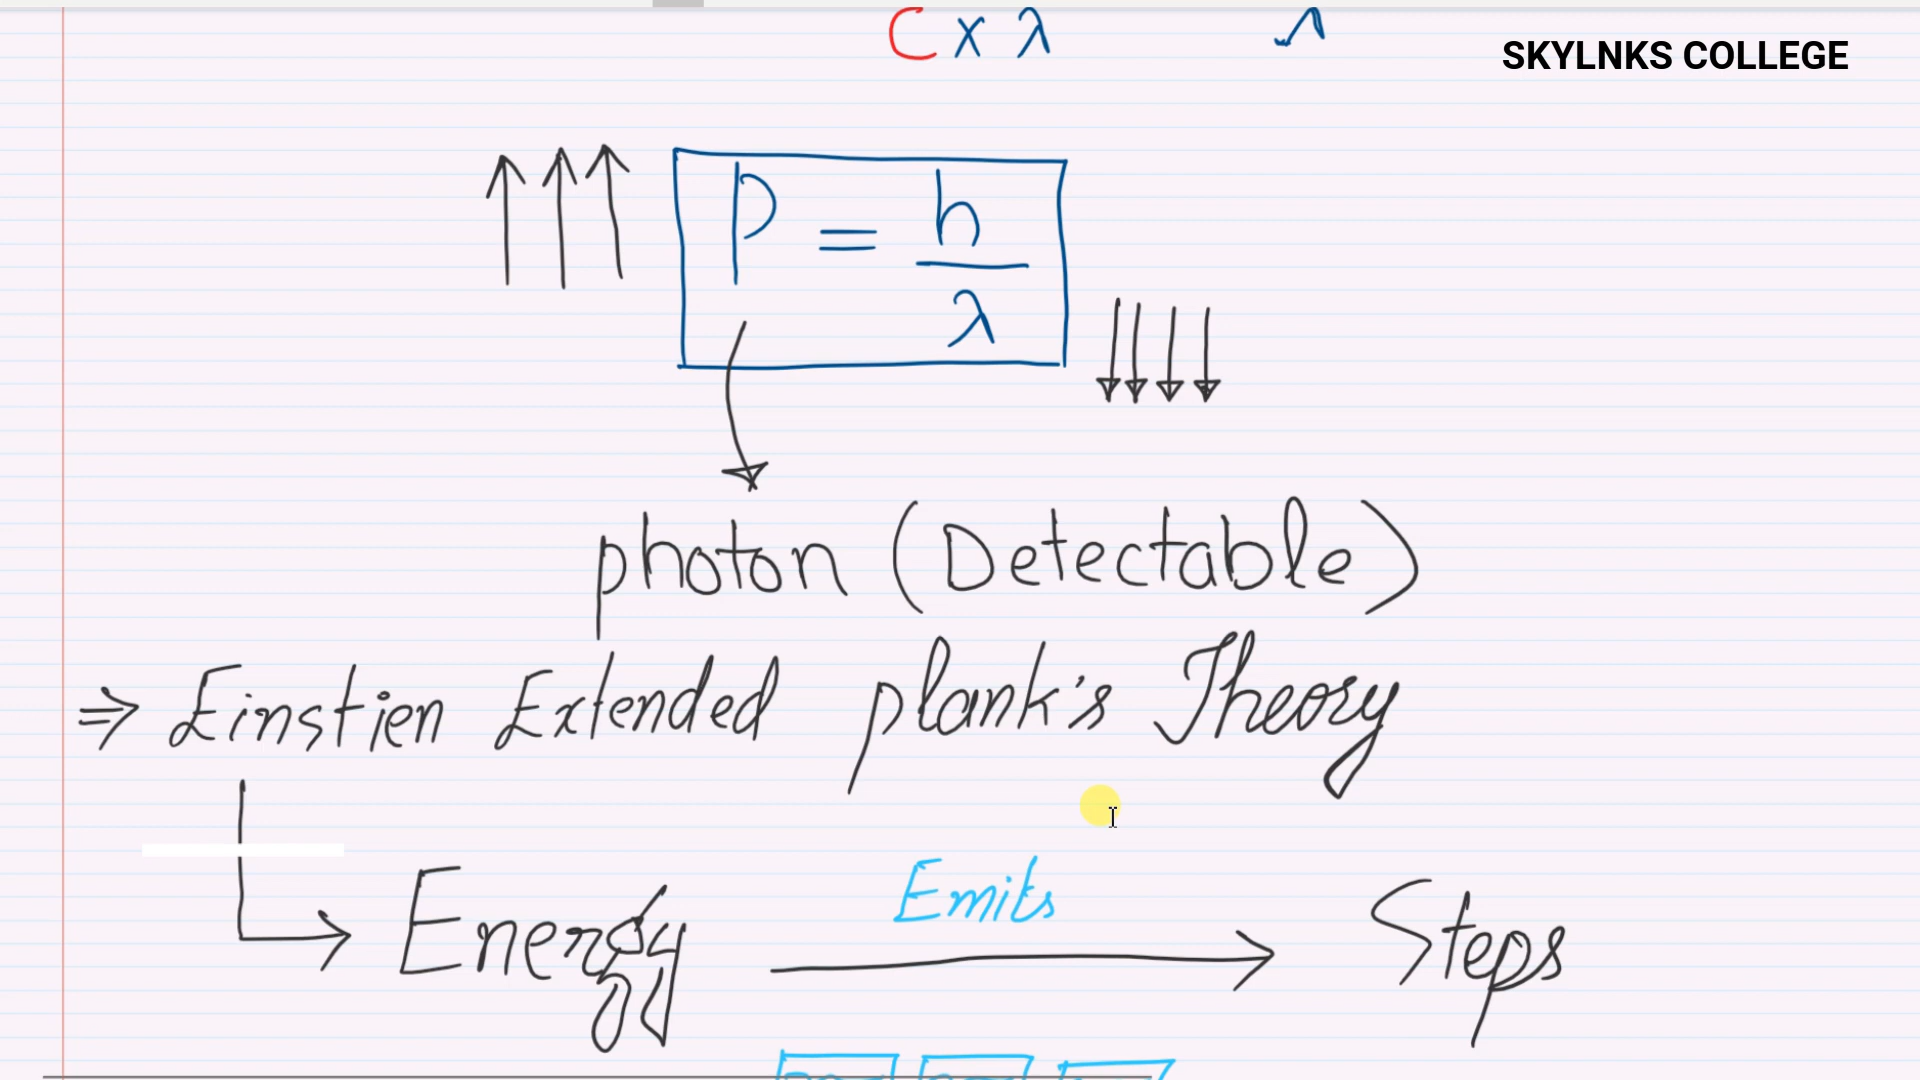 C x λ
SKYLNKS COLLEGE
P = h/λ
photon (Detectable)
⇒ Einstien Extended plank's Theory
Emits
Energy → Steps